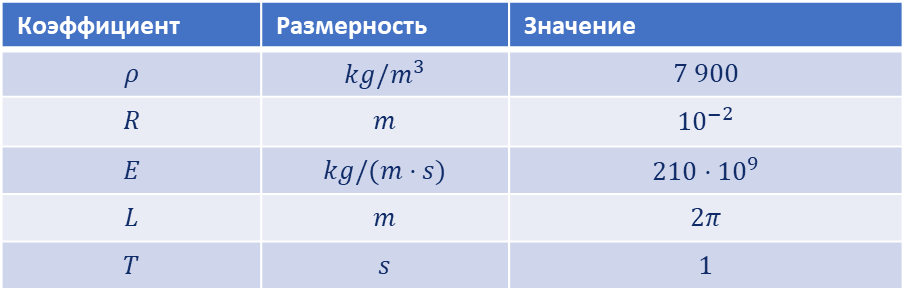 Коэффициент Размерность Значение
ρ kg/m³ 7 900
R m 10⁻²
E kg/(m · s) 210 · 10⁹
L m 2π
T s 1